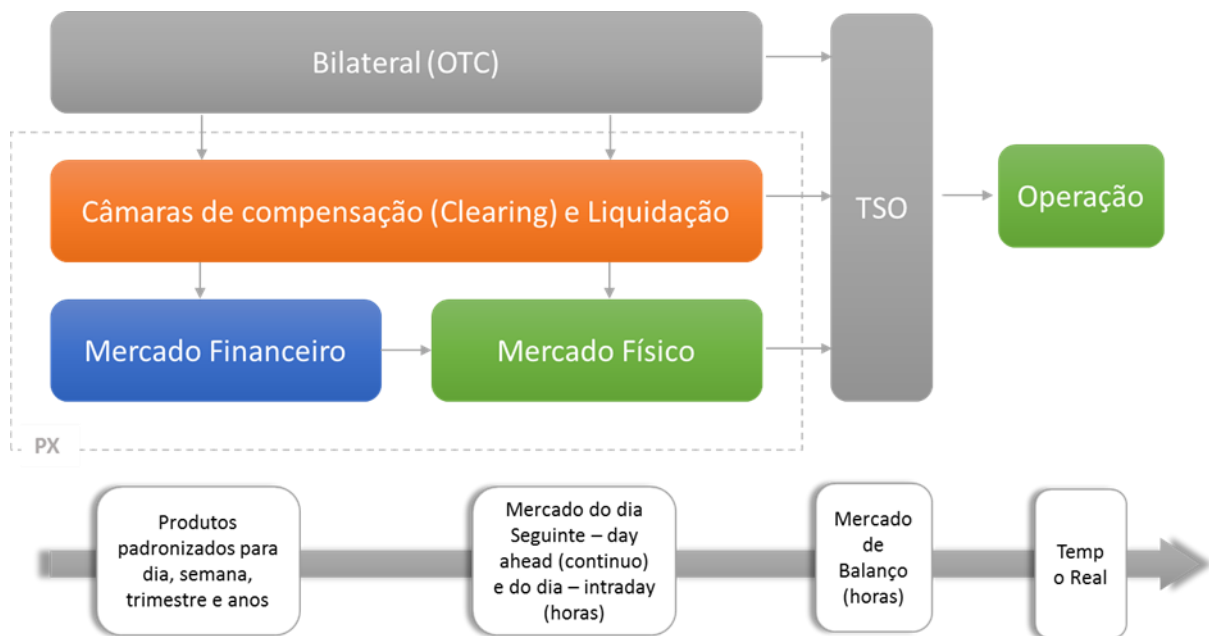 Bilateral (OTC)
Câmaras de compensação (Clearing) e Liquidação
TSO
Operação
Mercado Financeiro
Mercado Físico
PX
Produtos
padronizados para
dia, semana,
trimestre e anos
Mercado do dia
Seguinte – day
ahead (continuo)
e do dia – intraday
(horas)
Mercado
de
Balanço
(horas)
Temp
o Real